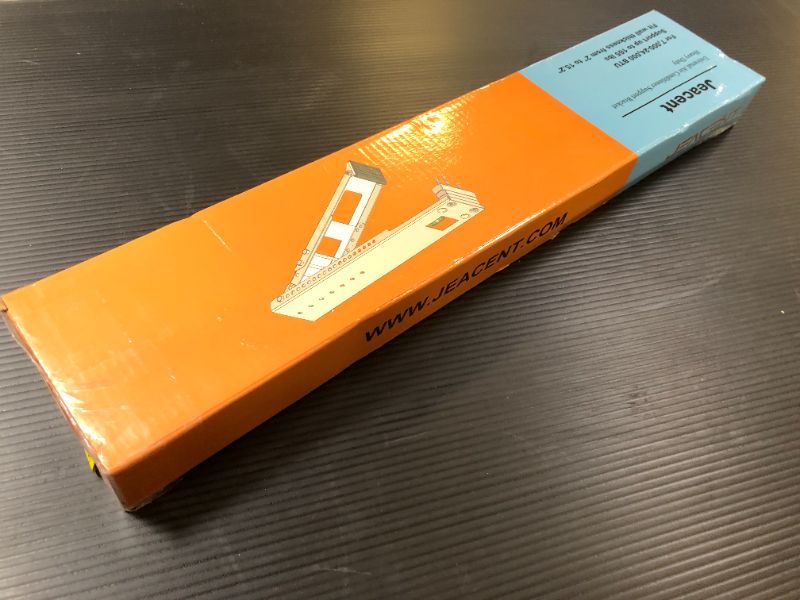 Jeacent
Universal Air Conditioner Support Bracket
Heavy Duty
For 7,000-24,000 BTU
Support up to 165 lbs
Fit wall thickness from 2" to 15.2"
WWW.JEACENT.COM
JEACENT